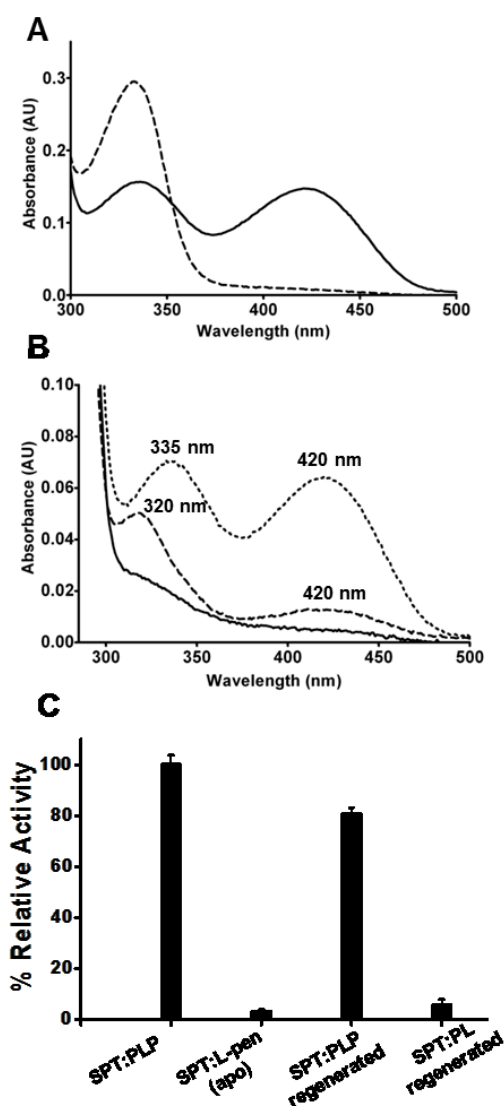 A
Absorbance (AU)
0.3
0.2
0.1
0.0
300 350 400 450 500
Wavelength (nm)
B
Absorbance (AU)
0.10
0.08
0.06
0.04
0.02
0.00
335 nm
420 nm
320 nm
420 nm
300 350 400 450 500
Wavelength (nm)
C
% Relative Activity
100
80
60
40
20
0
SPT:PLP
SPT:L-pen
(apo)
SPT:PLP
regenerated
SPT:PL
regenerated